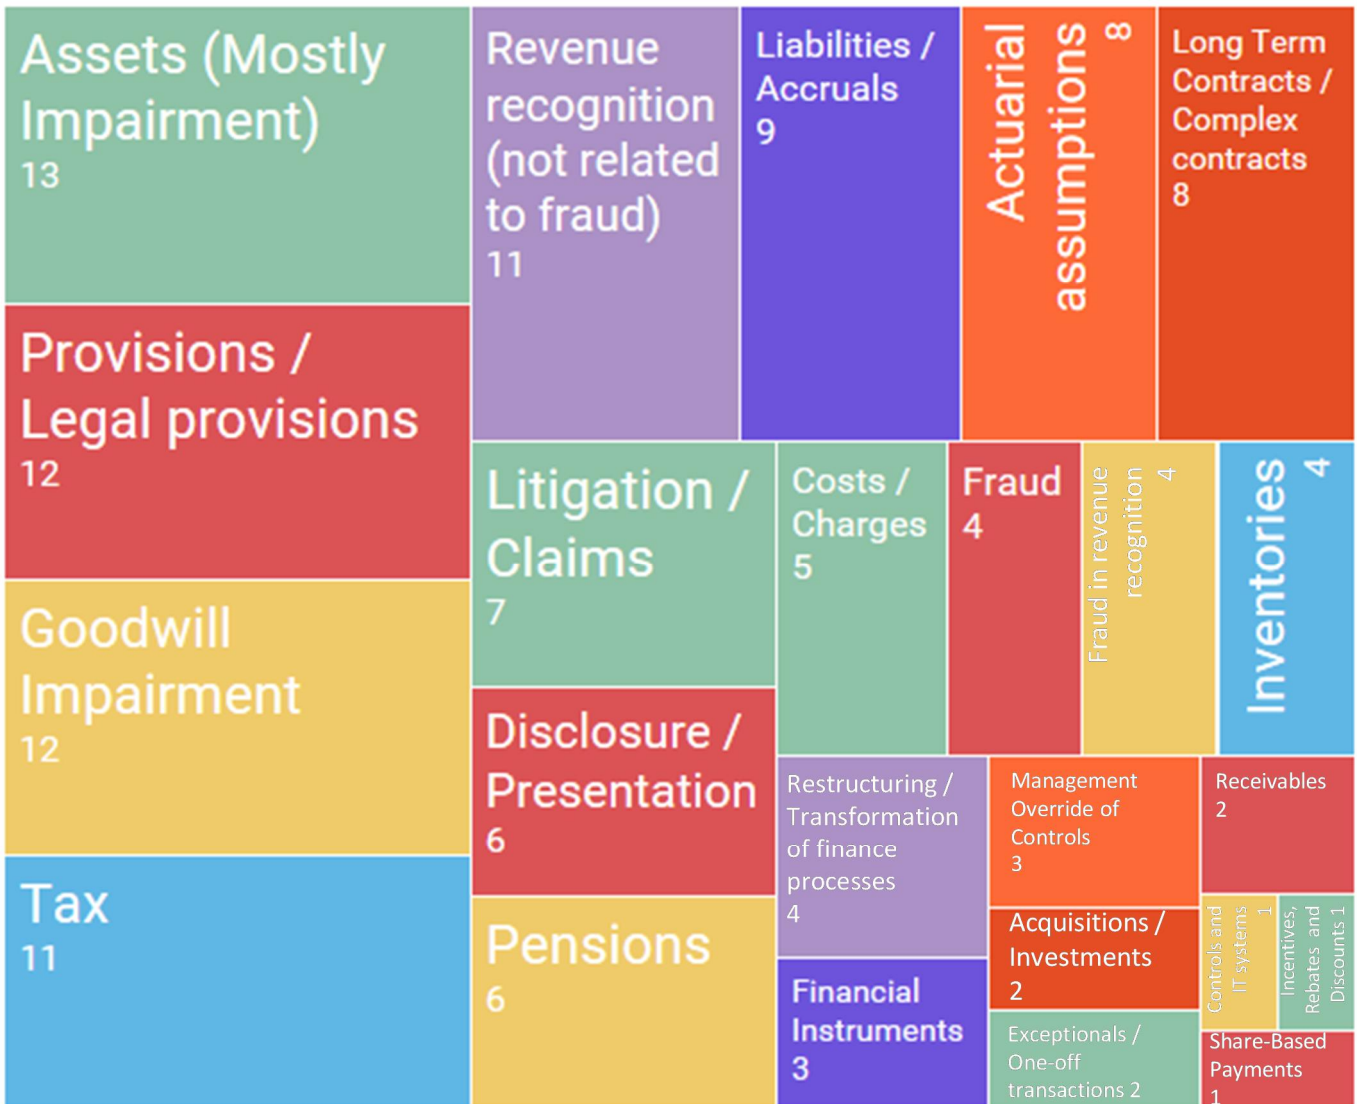 Assets (Mostly
Impairment)
13
Provisions /
Legal provisions
12
Goodwill
Impairment
12
Tax
11
Revenue
recognition
(not related
to fraud)
11
Liabilities /
Accruals
9
Actuarial
assumptions
8
Long Term
Contracts /
Complex
contracts
8
Litigation /
Claims
7
Disclosure /
Presentation
6
Pensions
6
Costs /
Charges
5
Fraud
4
Fraud in revenue
recognition
4
Inventories
4
Restructuring /
Transformation
of finance
processes
4
Financial
Instruments
3
Management
Override of
Controls
3
Acquisitions /
Investments
2
Exceptionals /
One-off
transactions 2
Receivables
2
Controls and
IT systems
1
Incentives,
Rebates and
Discounts 1
Share-Based
Payments
1